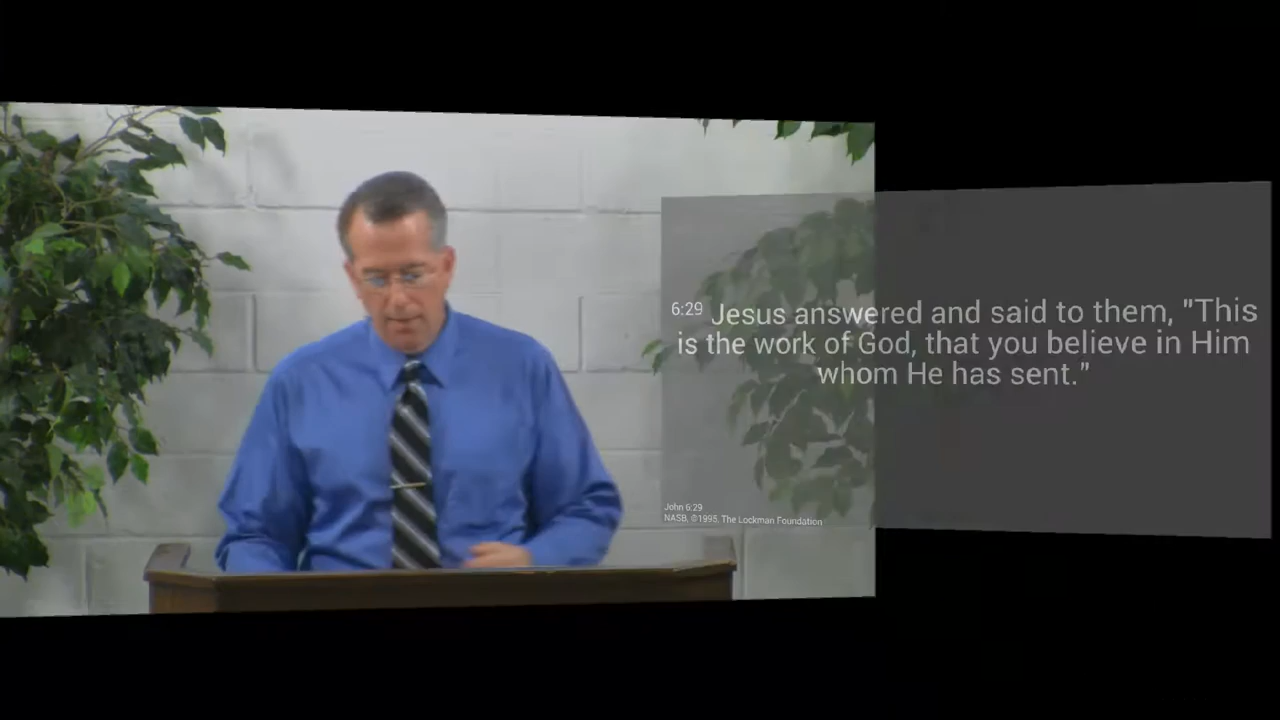 6:29 Jesus answered and said to them, "This
is the work of God, that you believe in Him
whom He has sent."
John 6:29
NASB, ©1995, The Lockman Foundation